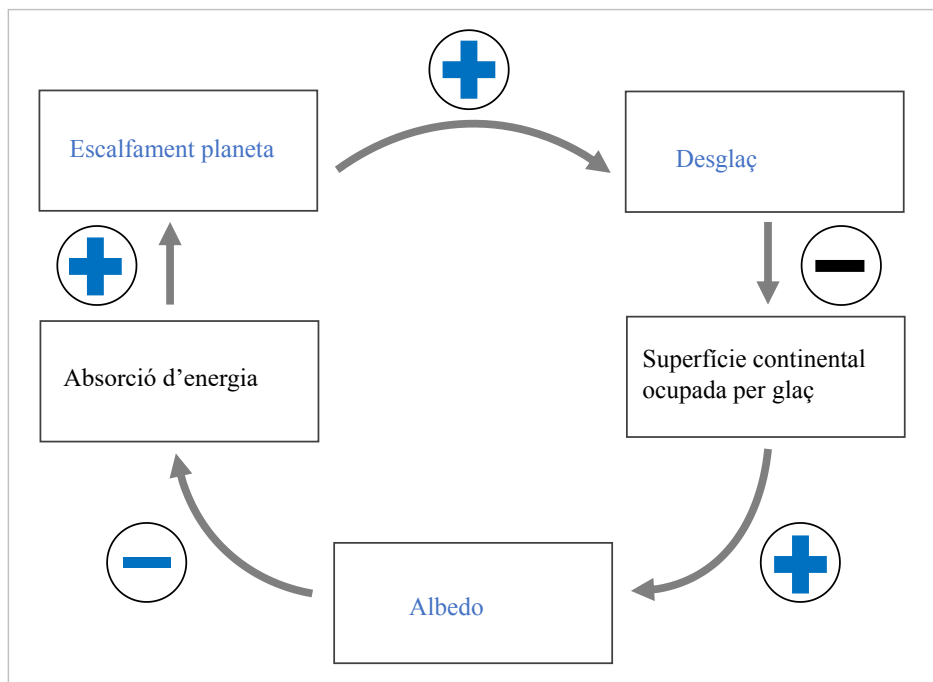 Escalfament planeta
Desglaç
Superfície continental
ocupada per glaç
Absorció d’energia
Albedo